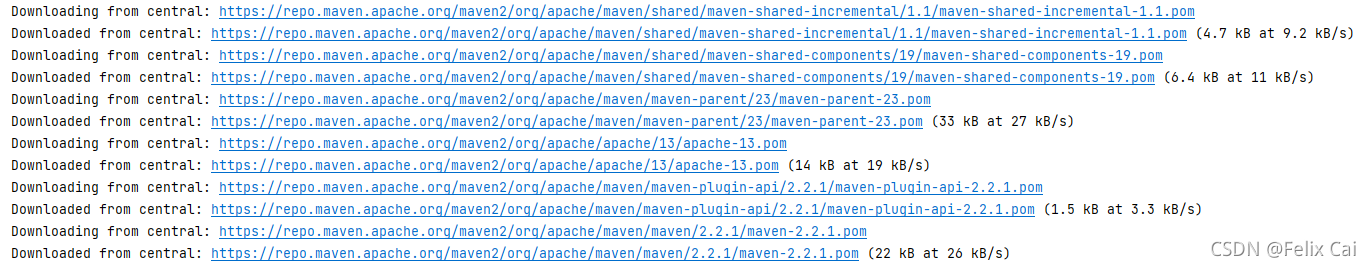 Downloading from central: https://repo.maven.apache.org/maven2/org/apache/maven/shared/maven-shared-incremental/1.1/maven-shared-incremental-1.1.pom
Downloaded from central: https://repo.maven.apache.org/maven2/org/apache/maven/shared/maven-shared-incremental/1.1/maven-shared-incremental-1.1.pom (4.7 kB at 9.2 kB/s)
Downloading from central: https://repo.maven.apache.org/maven2/org/apache/maven/shared/maven-shared-components/19/maven-shared-components-19.pom
Downloaded from central: https://repo.maven.apache.org/maven2/org/apache/maven/shared/maven-shared-components/19/maven-shared-components-19.pom (6.4 kB at 11 kB/s)
Downloading from central: https://repo.maven.apache.org/maven2/org/apache/maven/maven-parent/23/maven-parent-23.pom
Downloaded from central: https://repo.maven.apache.org/maven2/org/apache/maven/maven-parent/23/maven-parent-23.pom (33 kB at 27 kB/s)
Downloading from central: https://repo.maven.apache.org/maven2/org/apache/apache/13/apache-13.pom
Downloaded from central: https://repo.maven.apache.org/maven2/org/apache/apache/13/apache-13.pom (14 kB at 19 kB/s)
Downloading from central: https://repo.maven.apache.org/maven2/org/apache/maven/maven-plugin-api/2.2.1/maven-plugin-api-2.2.1.pom
Downloaded from central: https://repo.maven.apache.org/maven2/org/apache/maven/maven-plugin-api/2.2.1/maven-plugin-api-2.2.1.pom (1.5 kB at 3.3 kB/s)
Downloading from central: https://repo.maven.apache.org/maven2/org/apache/maven/maven/2.2.1/maven-2.2.1.pom
Downloaded from central: https://repo.maven.apache.org/maven2/org/apache/maven/maven/2.2.1/maven-2.2.1.pom (22 kB at 26 kB/s)
CSDN @Felix Cai